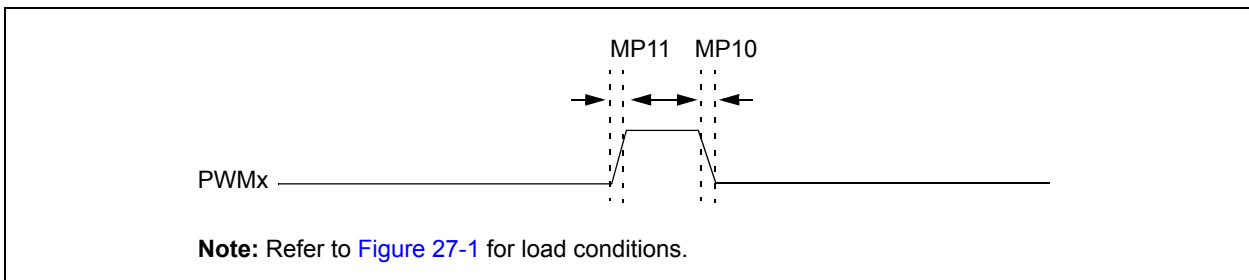 MP11 MP10
PWMx
Note: Refer to Figure 27-1 for load conditions.